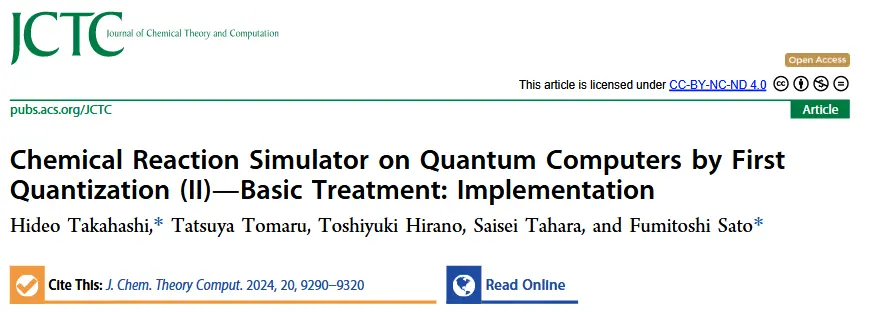 JCTC Journal of Chemical Theory and Computation
Open Access
This article is licensed under CC-BY-NC-ND 4.0
pubs.acs.org/JCTC
Article
Chemical Reaction Simulator on Quantum Computers by First
Quantization (II)—Basic Treatment: Implementation
Hideo Takahashi,* Tatsuya Tomaru, Toshiyuki Hirano, Saisei Tahara, and Fumitoshi Sato*
Cite This: J. Chem. Theory Comput. 2024, 20, 9290–9320
Read Online